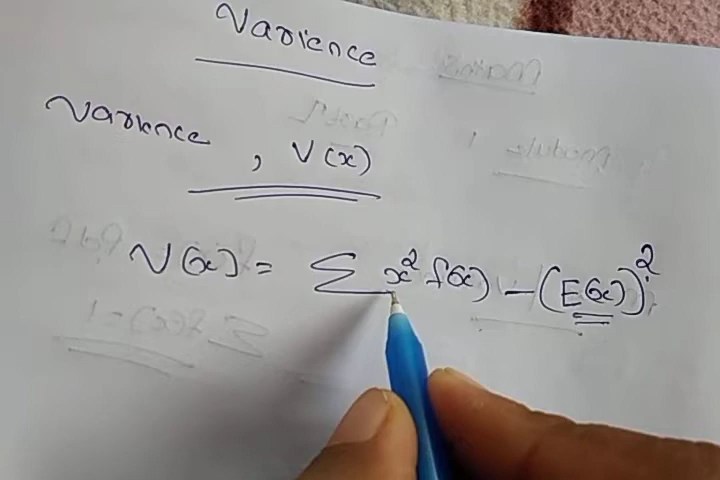 Varience
Varience, V(x)
V(x) = Σ x² f(x) - (E(x))²